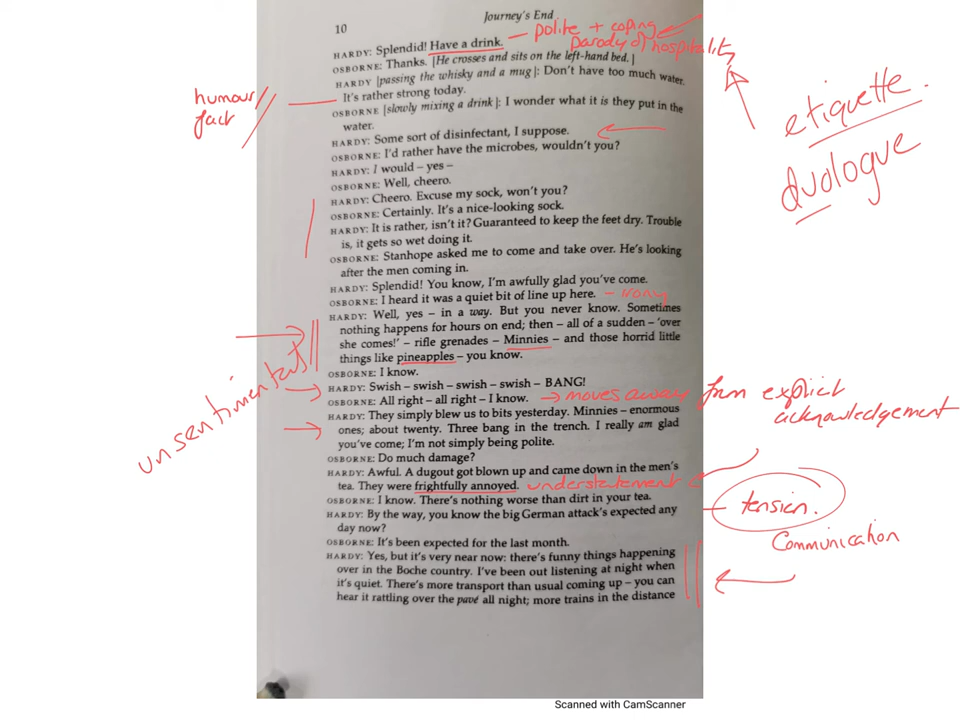 10
Journey's End
HARDY: Splendid! Have a drink. – polite + coping
parody of hospitality
OSBORNE: Thanks. [He crosses and sits on the left-hand bed.]
HARDY [passing the whisky and a mug]: Don't have too much water.
It's rather strong today.
humour//
fact
OSBORNE [slowly mixing a drink]: I wonder what it is they put in the
water.
etiquette.
duologue
HARDY: Some sort of disinfectant, I suppose.
OSBORNE: I'd rather have the microbes, wouldn't you?
HARDY: I would – yes –
OSBORNE: Well, cheero.
HARDY: Cheero. Excuse my sock, won't you?
OSBORNE: Certainly. It's a nice-looking sock.
HARDY: It is rather, isn't it? Guaranteed to keep the feet dry. Trouble
is, it gets so wet doing it.
OSBORNE: Stanhope asked me to come and take over. He's looking
after the men coming in.
HARDY: Splendid! You know, I'm awfully glad you've come.
OSBORNE: I heard it was a quiet bit of line up here. – irony
HARDY: Well, yes – in a way. But you never know. Sometimes
nothing happens for hours on end; then – all of a sudden – 'over
she comes!' – rifle grenades – Minnies – and those horrid little
things like pineapples – you know.
unsentimental
OSBORNE: I know.
HARDY: Swish – swish – swish – swish – BANG!
OSBORNE: All right – all right – I know. → moves away from explicit
acknowledgement
HARDY: They simply blew us to bits yesterday. Minnies – enormous
ones; about twenty. Three bang in the trench. I really am glad
you've come; I'm not simply being polite.
OSBORNE: Do much damage?
HARDY: Awful. A dugout got blown up and came down in the men's
tea. They were frightfully annoyed. understatement
OSBORNE: I know. There's nothing worse than dirt in your tea.
HARDY: By the way, you know the big German attack's expected any
day now?
tension.
Communication
OSBORNE: It's been expected for the last month.
HARDY: Yes, but it's very near now: there's funny things happening
over in the Boche country. I've been out listening at night when
it's quiet. There's more transport than usual coming up – you can
hear it rattling over the pavé all night; more trains in the distance
Scanned with CamScanner